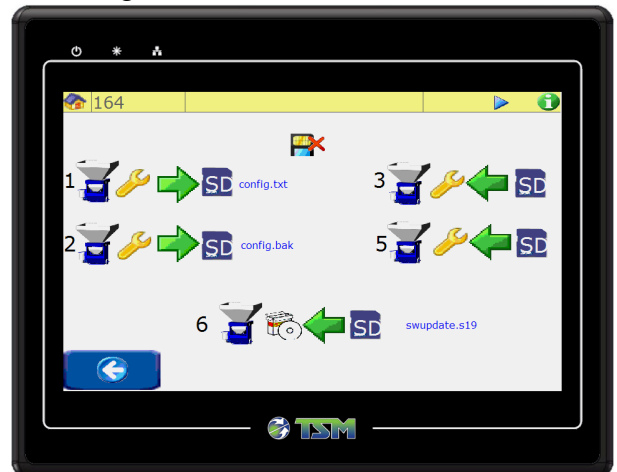 164
1 SD config.txt
3 SD
2 SD config.bak
5 SD
6 SD swupdate.s19
TSM